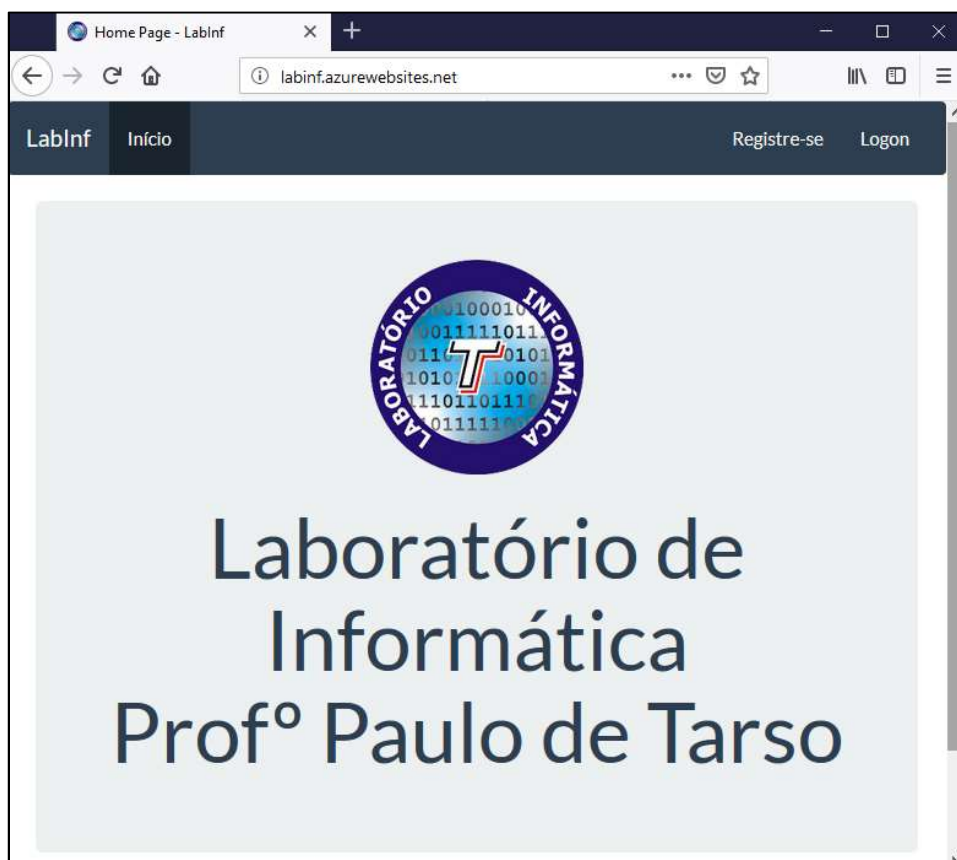 Home Page - LabInf
labinf.azurewebsites.net
LabInf Início Registre-se Logon
LABORATÓRIO INFORMÁTICA
T
Laboratório de
Informática
Profº Paulo de Tarso